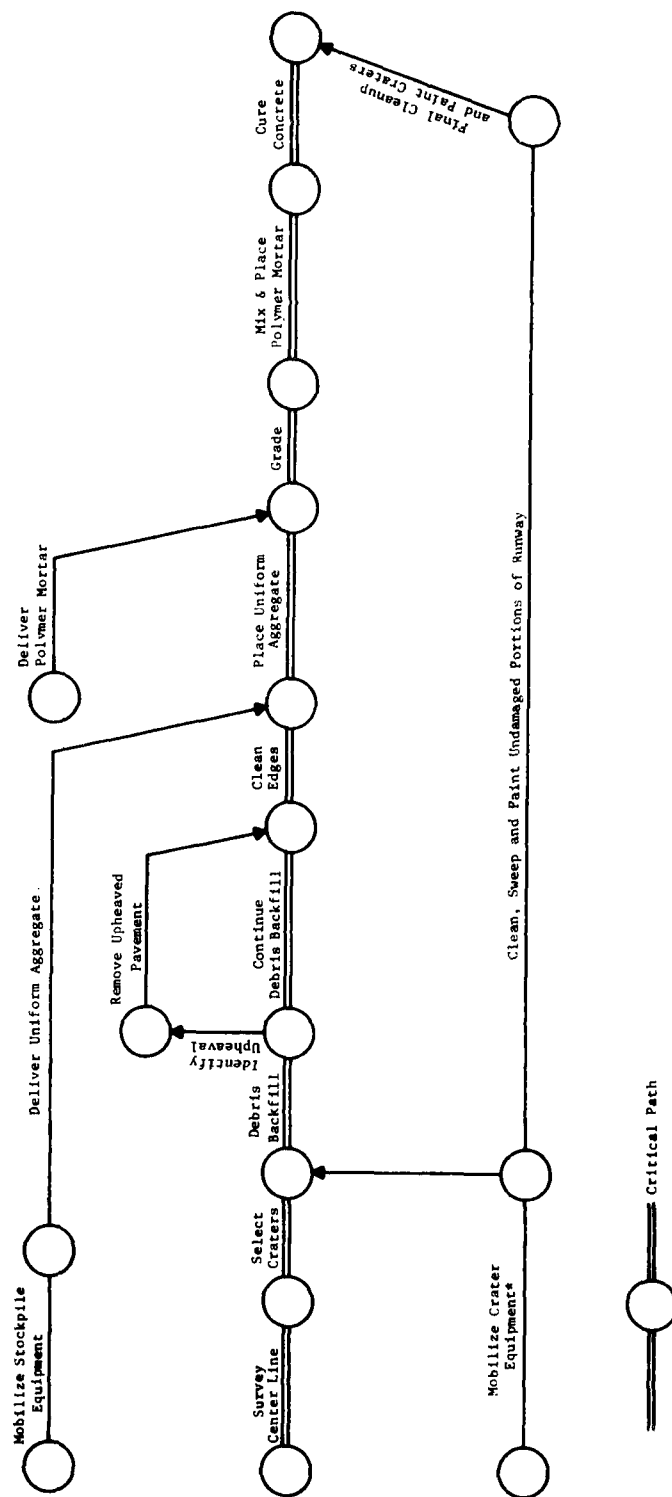 Mobilize Stockpile
Equipment
Deliver Uniform Aggregate
Deliver
Polymer Mortar
Remove Upheaved
Pavement
Identify
Upheaval
Survey
Center Line
Select
Craters
Debris
Backfill
Continue
Debris Backfill
Clean
Edges
Place Uniform
Aggregate
Grade
Mix & Place
Polymer Mortar
Cure
Concrete
Final Cleanup
and Paint Craters
Mobilize Crater
Equipment*
Clean, Sweep and Paint Undamaged Portions of Runway
Critical Path